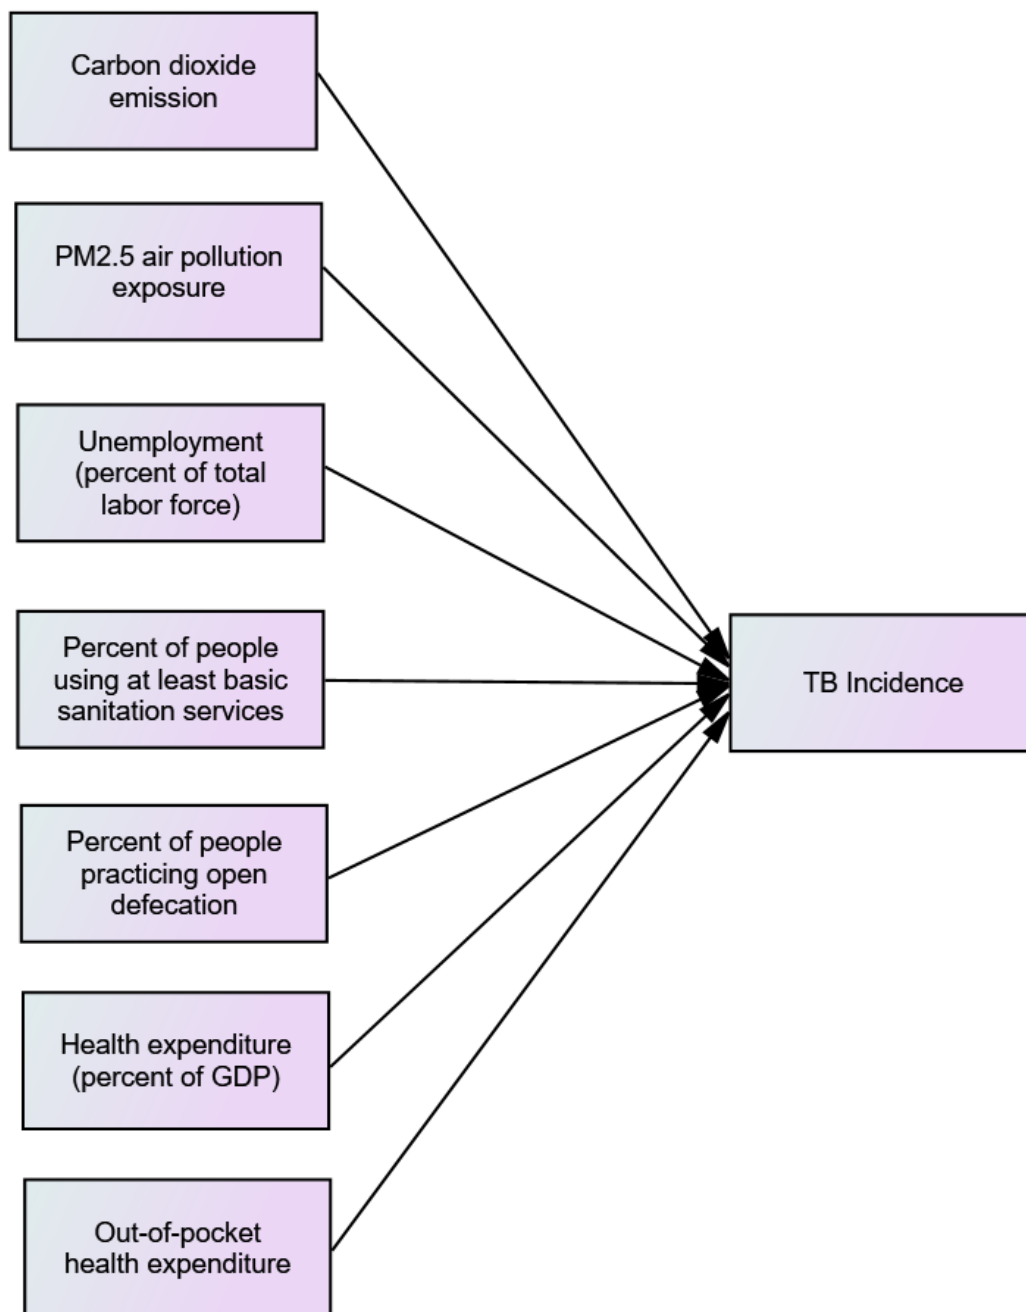 Carbon dioxide
emission
PM2.5 air pollution
exposure
Unemployment
(percent of total
labor force)
Percent of people
using at least basic
sanitation services
TB Incidence
Percent of people
practicing open
defecation
Health expenditure
(percent of GDP)
Out-of-pocket
health expenditure